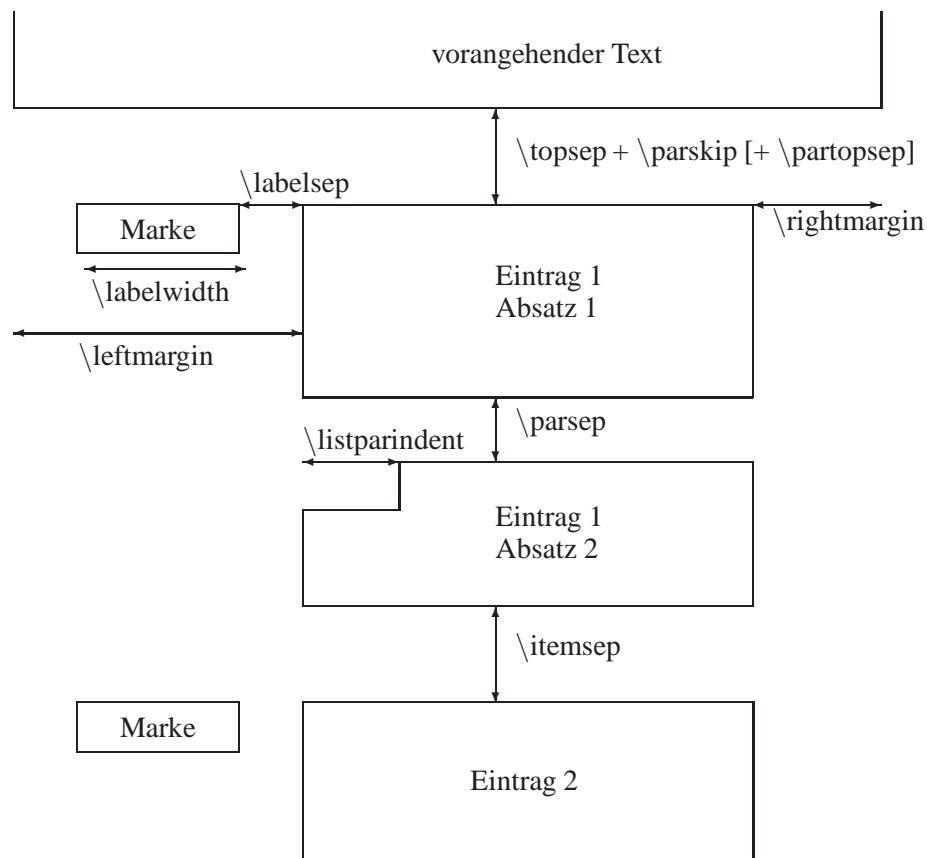 vorangehender Text
\topsep + \parskip [+ \partopsep]
\labelsep
Marke
\rightmargin
\labelwidth
Eintrag 1
Absatz 1
\leftmargin
\parsep
\listparindent
Eintrag 1
Absatz 2
\itemsep
Marke
Eintrag 2